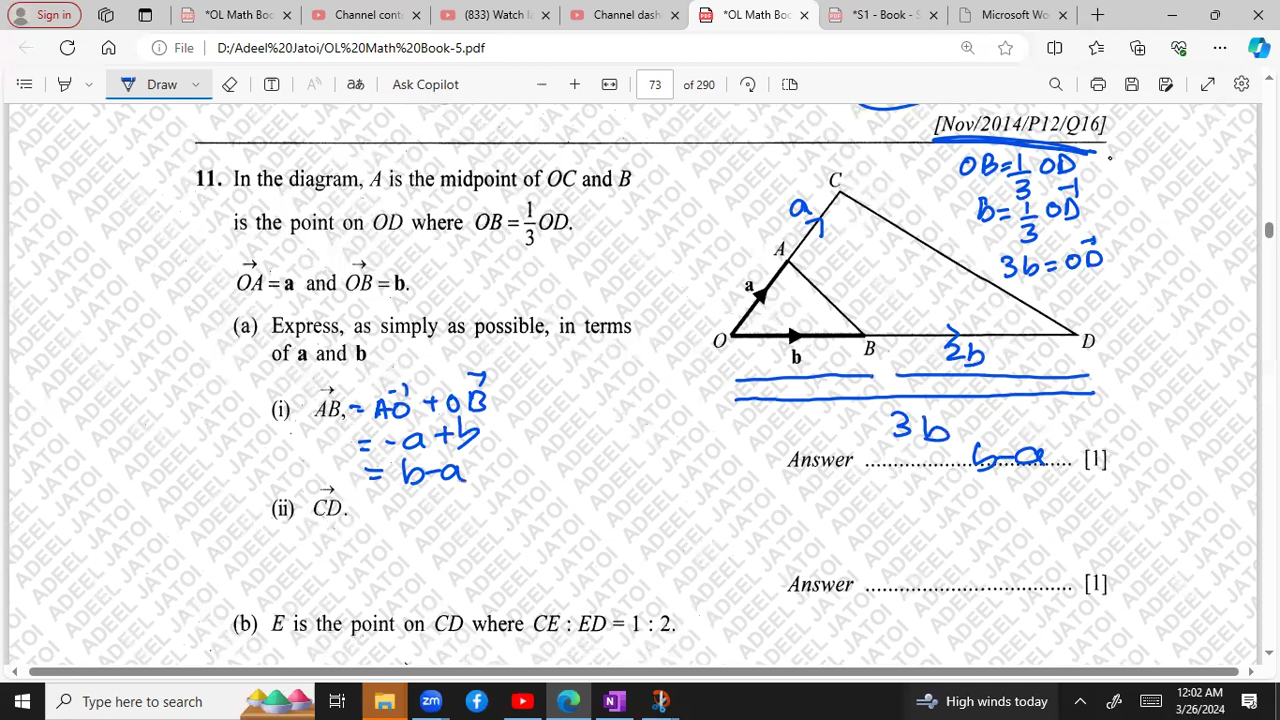 Sign in
*OL Math Boo
Channel cont
(833) Watch la
Channel dash
*OL Math Boo
*S1 - Book - S
Microsoft Wo
File D:/Adeel%20Jatoi/OL%20Math%20Book-5.pdf
Draw
Ask Copilot
73 of 290
[Nov/2014/P12/Q16]
OB = 1/3 OD
B = 1/3 OD
3b = OD
11. In the diagram, A is the midpoint of OC and B
is the point on OD where OB = 1/3 OD.
OA = a and OB = b.
(a) Express, as simply as possible, in terms
of a and b
C
a
A
a
O
b
B
2b
D
3b
(i) AB, = AO + OB
= -a + b
= b-a
Answer b-a [1]
(ii) CD.
Answer ........................................ [1]
(b) E is the point on CD where CE : ED = 1 : 2.
ADEEL JATOI
Type here to search
High winds today
12:02 AM
3/26/2024